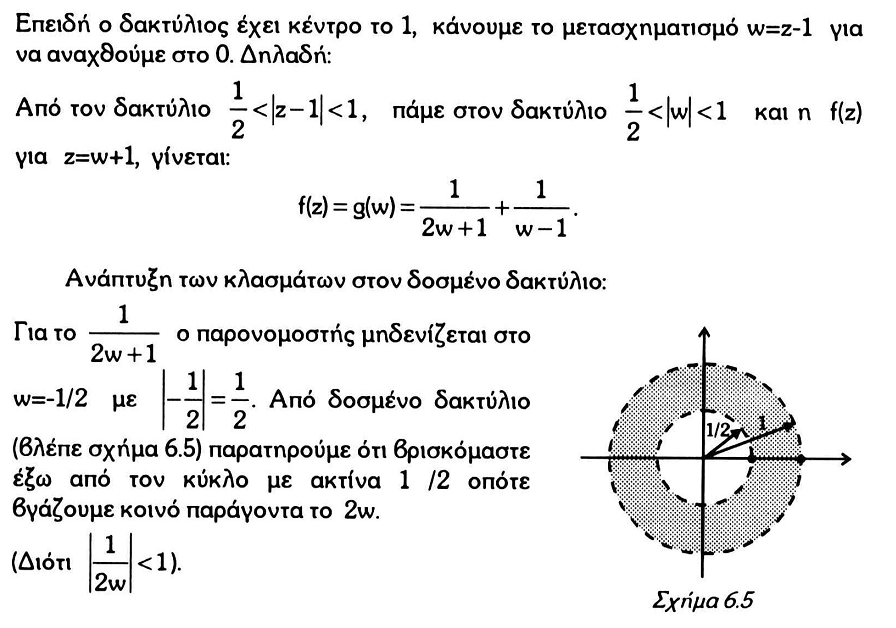 Επειδή ο δακτύλιος έχει κέντρο το 1, κάνουμε το μετασχηματισμό w=z-1 για
να αναχθούμε στο 0. Δηλαδή:
Από τον δακτύλιο 1/2 <|z−1|<1, πάμε στον δακτύλιο 1/2 <|w|<1 και η f(z)
για z=w+1, γίνεται:
f(z) = g(w) = 1/(2w+1) + 1/(w−1).
Ανάπτυξη των κλασμάτων στον δοσμένο δακτύλιο:
Για το 1/(2w+1) ο παρονομοστής μηδενίζεται στο
w=-1/2 με |−1/2| = 1/2. Από δοσμένο δακτύλιο
(βλέπε σχήμα 6.5) παρατηρούμε ότι βρισκόμαστε
έξω από τον κύκλο με ακτίνα 1 /2 οπότε
βγάζουμε κοινό παράγοντα το 2w.
(Διότι |1/2w| <1).
1/2
1
Σχήμα 6.5